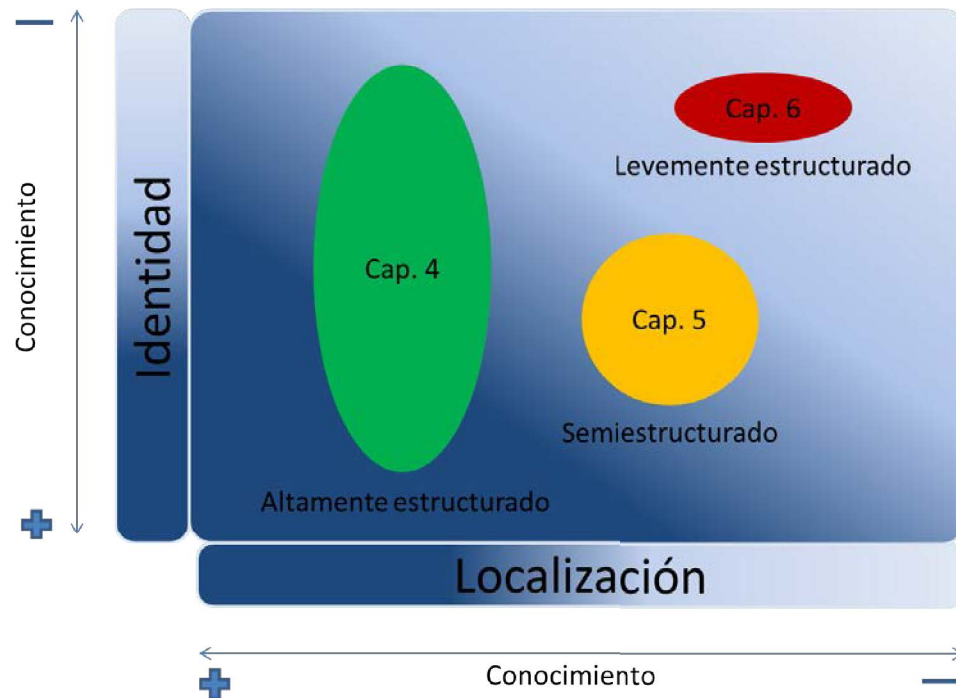 Conocimiento
Identidad
Cap. 6
Levemente estructurado
Cap. 4
Cap. 5
Semiestructurado
Altamente estructurado
Localización
Conocimiento